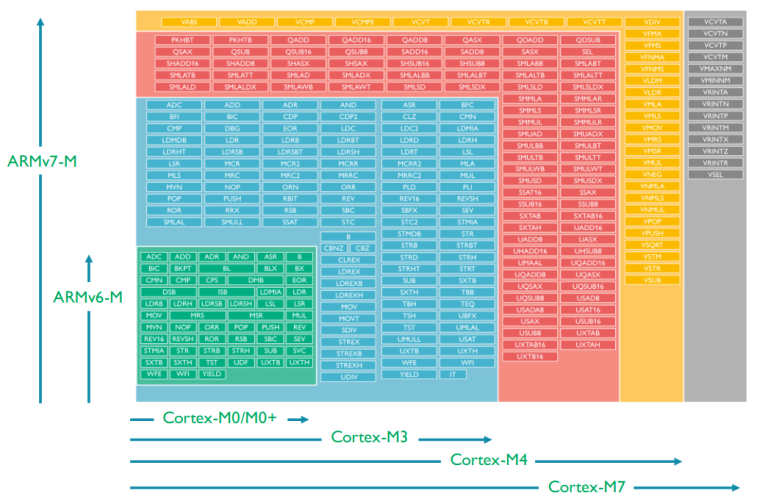 VABS VADD VCMP VCMPE VCVT VCVTR VCVTB VCVTT VDIV VCVTA
PKHBT PKHTB QADD QADD16 QADD8 QASX QDADD QDSUB VFMA VCVTN
QSAX QSUB QSUB16 QSUB8 SADD16 SADD8 SASX SEL VFMS VCVTP
SHADD16 SHADD8 SHASX SHSAX SHSUB16 SHSUB8 SMLABB SMLABT VFNMA VCVTM
SMLATB SMLATT SMLAD SMLADX SMLALBB SMLALBT SMLALTB SMLALTT VFNMS VMAXNM
SMLALD SMLALDX SMLAWB SMLAWT SMLSD SMLSDX SMLSLD SMLSLDX VLDM VMINNM
ADC ADD ADR AND ASR BFC SMMLA SMMLAR VLDR VRINTA
BFI BIC CDP CDP2 CLZ CMN SMMLS SMMLSR VMLA VRINTN
CMP DBG EOR LDC LDC2 LDMIA SMMUL SMMULR VMLS VRINTP
LDMDB LDR LDRB LDRBT LDRD LDRH SMUAD SMUADX VMOV VRINTM
LDRHT LDRSB LDRSBT LDRSH LDRT LSL SMULBB SMULBT VMRS VRINTX
LSR MCR MCR2 MCRR MCRR2 MLA SMULTB SMULTT VMSR VRINTZ
ARMv7-M
MLS MRC MRC2 MRRC MRRC2 MUL SMULWB SMULWT VMUL VRINTR
MVN NOP ORN ORR PLD PLI SMUSD SMUSDX VNEG VSEL
POP PUSH RBIT REV REV16 REVSH SSAT16 SSAX VNMLA
ROR RRX RSB SBC SBFX SEV SSUB16 SSUB8 VNMLS
SMLAL SMULL SSAT STC STC2 STMIA SXTAB SXTAB16 VNMUL
B STMDB STR SXTAH UADD16 VPOP
CBNZ CBZ STRB STRBT UADD8 UASX VPUSH
ADC ADD ADR AND ASR B CLREX STRD STRH UHADD16 UHSUB8 VSQRT
BIC BKPT BL BLX BX LDREX STRHT STRT UMAAL UQADD16 VSTM
CMN CMP CPS DMB EOR LDREXB SUB SXTB UQADD8 UQASX VSTR
DSB ISB LDMIA LDR LDREXH SXTH TBB UQSAX UQSUB16 VSUB
ARMv6-M
LDRB LDRH LDRSB LDRSH LSL LSR MOV TBH TEQ UQSUB8 USAD8
MOV MRS MSR MUL MOVT TSH UBFX USADA8 USAT16
MVN NOP ORR POP PUSH REV SDIV TST UMLAL USAX USUB16
REV16 REVSH ROR RSB SBC SEV STREX UMULL USAT USUB8 UXTAB
STMIA STR STRB STRH SUB SVC STREXB UXTB UXTH UXTAB16 UXTAH
SXTB SXTH TST UDF UXTB UXTH STREXH WFE WFI UXTB16
WFE WFI YIELD UDIV YIELD IT
Cortex-M0/M0+
Cortex-M3
Cortex-M4
Cortex-M7